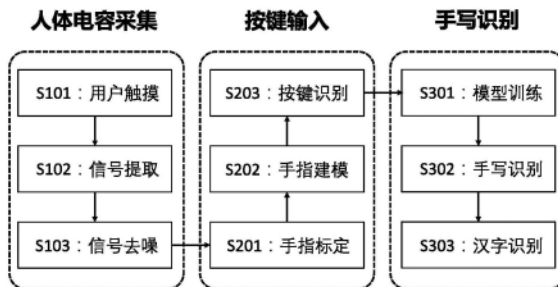 人体电容采集
S101：用户触摸
S102：信号提取
S103：信号去噪
按键输入
S203：按键识别
S202：手指建模
S201：手指标定
手写识别
S301：模型训练
S302：手写识别
S303：汉字识别